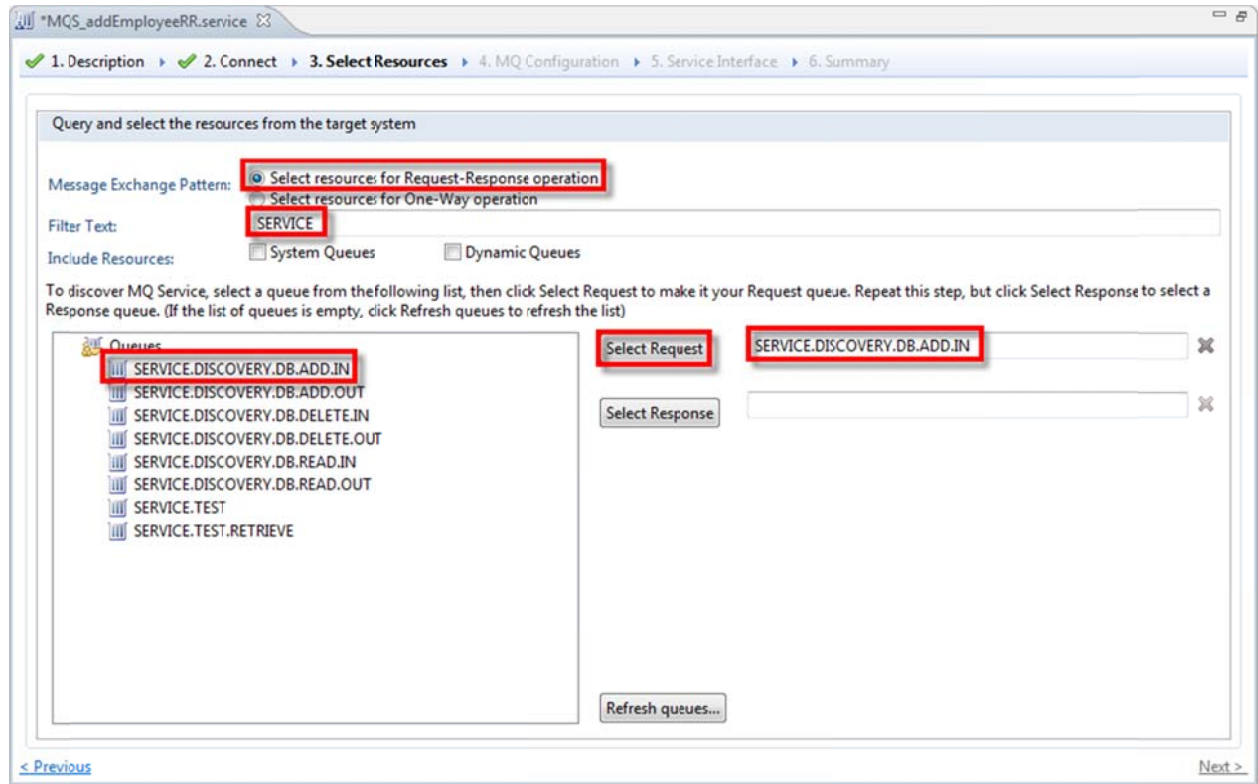 *MQS_addEmployeeRR.service
1. Description 2. Connect 3. Select Resources 4. MQ Configuration 5. Service Interface 6. Summary
Query and select the resources from the target system
Message Exchange Pattern: Select resources for Request-Response operation
Select resources for One-Way operation
Filter Text: SERVICE
Include Resources: System Queues Dynamic Queues
To discover MQ Service, select a queue from thefollowing list, then click Select Request to make it your Request queue. Repeat this step, but click Select Response to select a
Response queue. (If the list of queues is empty, click Refresh queues to refresh the list)
Queues
SERVICE.DISCOVERY.DB.ADD.IN
SERVICE.DISCOVERY.DB.ADD.OUT
SERVICE.DISCOVERY.DB.DELETE.IN
SERVICE.DISCOVERY.DB.DELETE.OUT
SERVICE.DISCOVERY.DB.READ.IN
SERVICE.DISCOVERY.DB.READ.OUT
SERVICE.TEST
SERVICE.TEST.RETRIEVE
Select Request SERVICE.DISCOVERY.DB.ADD.IN
Select Response
Refresh queues...
< Previous Next >